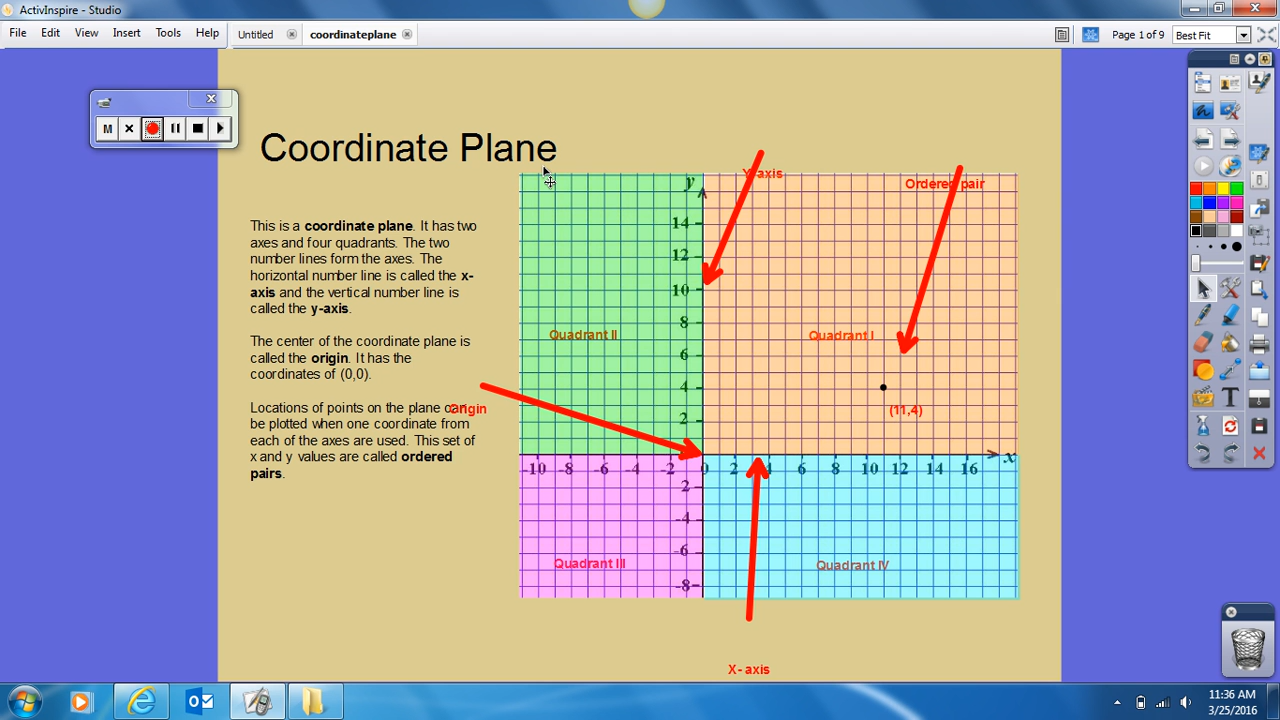 ActivInspire - Studio
File Edit View Insert Tools Help Untitled coordinateplane Page 1 of 9 Best Fit
M
Coordinate Plane
This is a coordinate plane. It has two
axes and four quadrants. The two
number lines form the axes. The
horizontal number line is called the x-
axis and the vertical number line is
called the y-axis.
The center of the coordinate plane is
called the origin. It has the
coordinates of (0,0).
Locations of points on the plane can
be plotted when one coordinate from
each of the axes are used. This set of
x and y values are called ordered
pairs.
Y-axis
Ordered pair
y
14
12
10
8
6
4
2
Quadrant II
Quadrant I
(11,4)
Origin
-10 -8 -6 -4 -2 0 2 4 6 8 10 12 14 16 x
2
-4
-6
-8
Quadrant III
Quadrant IV
X- axis
T
11:36 AM
3/25/2016